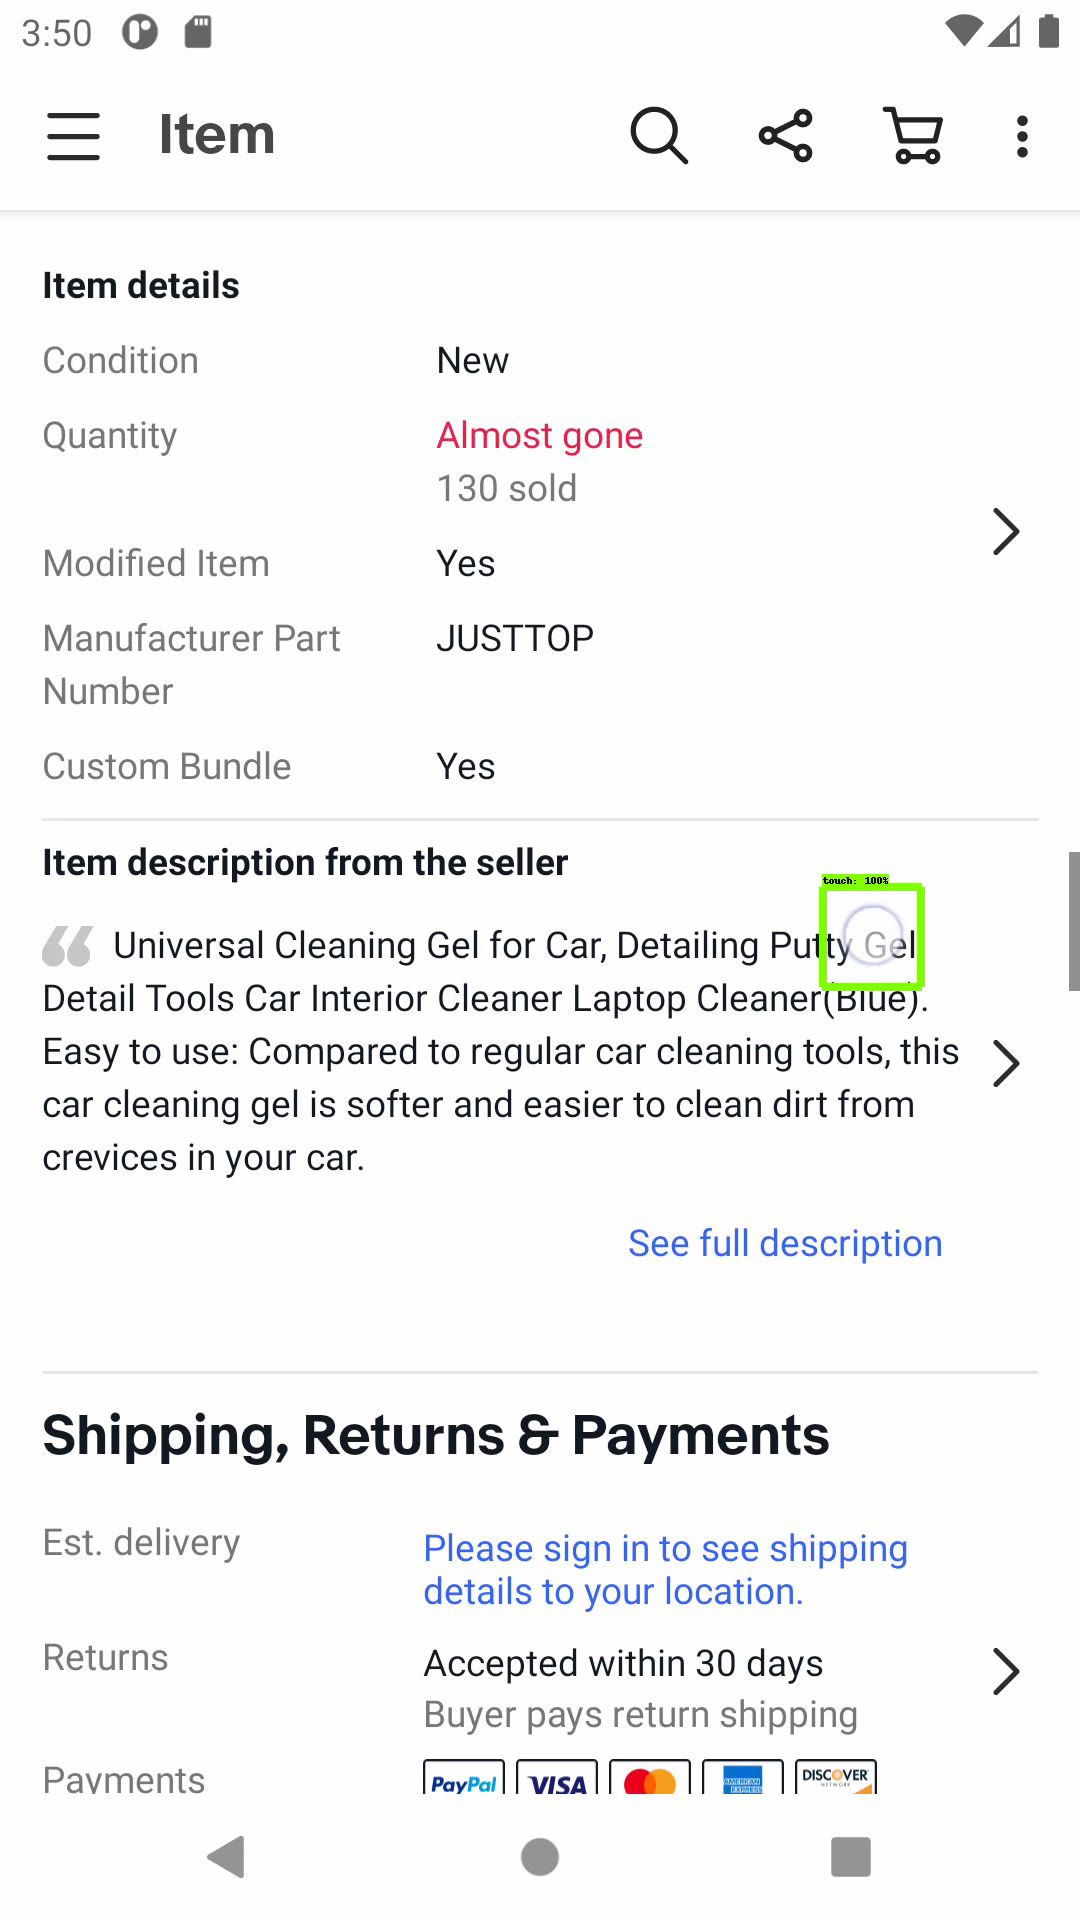 3:50
Item
Item details
Condition New
Quantity Almost gone
130 sold
Modified Item Yes
Manufacturer Part Number JUSTTOP
Custom Bundle Yes
Item description from the seller
touch: 100%
Universal Cleaning Gel for Car, Detailing Putty Gel
Detail Tools Car Interior Cleaner Laptop Cleaner(Blue).
Easy to use: Compared to regular car cleaning tools, this
car cleaning gel is softer and easier to clean dirt from
crevices in your car.
See full description
Shipping, Returns & Payments
Est. delivery Please sign in to see shipping
details to your location.
Returns Accepted within 30 days
Buyer pays return shipping
Payments PayPal VISA AMERICAN EXPRESS DISCOVER NETWORK